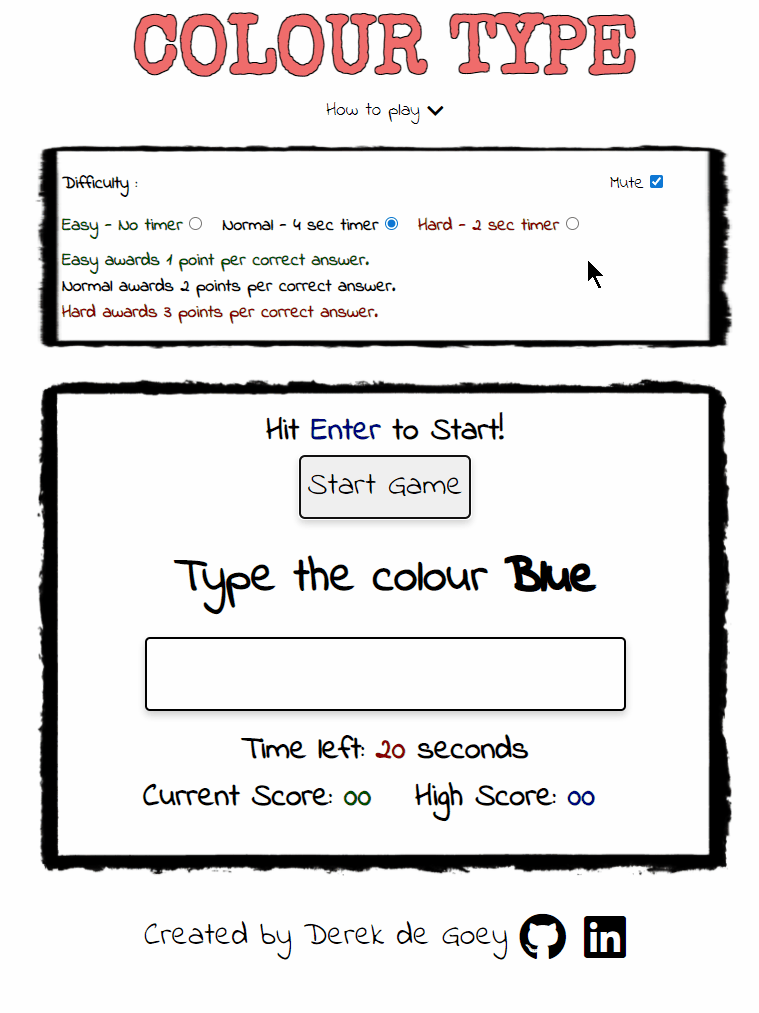 COLOUR TYPE
How to play
Difficulty : Mute
Easy - No timer Normal - 4 sec timer Hard - 2 sec timer
Easy awards 1 point per correct answer.
Normal awards 2 points per correct answer.
Hard awards 3 points per correct answer.
Hit Enter to Start!
Start Game
Type the colour Blue
Time left: 20 seconds
Current Score: 00 High Score: 00
Created by Derek de Goey in